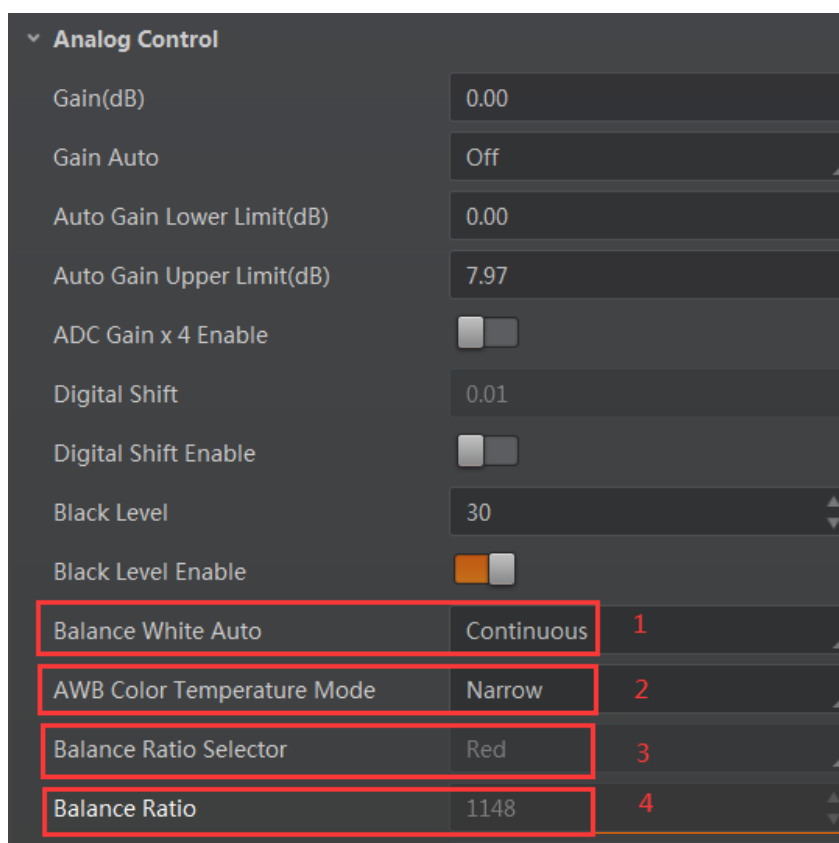 Analog Control
Gain(dB) 0.00
Gain Auto Off
Auto Gain Lower Limit(dB) 0.00
Auto Gain Upper Limit(dB) 7.97
ADC Gain x 4 Enable
Digital Shift 0.01
Digital Shift Enable
Black Level 30
Black Level Enable
Balance White Auto Continuous 1
AWB Color Temperature Mode Narrow 2
Balance Ratio Selector Red 3
Balance Ratio 1148 4